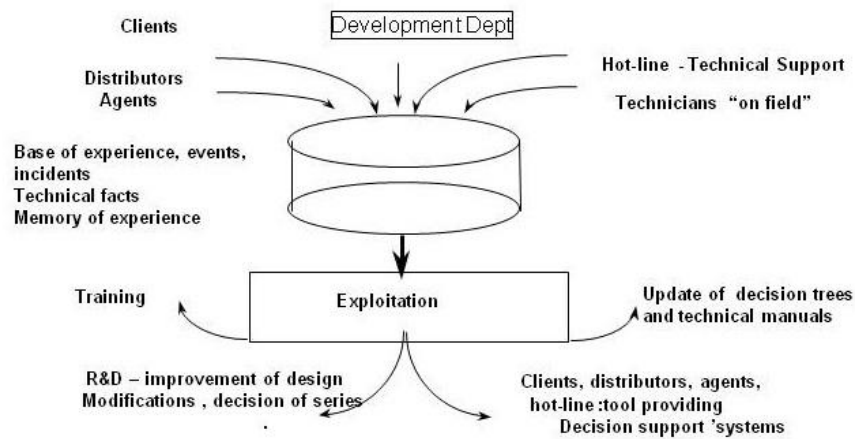 Clients
Development Dept
Hot-line - Technical Support
Distributors
Agents
Technicians “on field”
Base of experience, events,
incidents
Technical facts
Memory of experience
Training
Exploitation
Update of decision trees
and technical manuals
R&D – improvement of design
Modifications , decision of series
.
Clients, distributors, agents,
hot-line :tool providing
Decision support ’systems